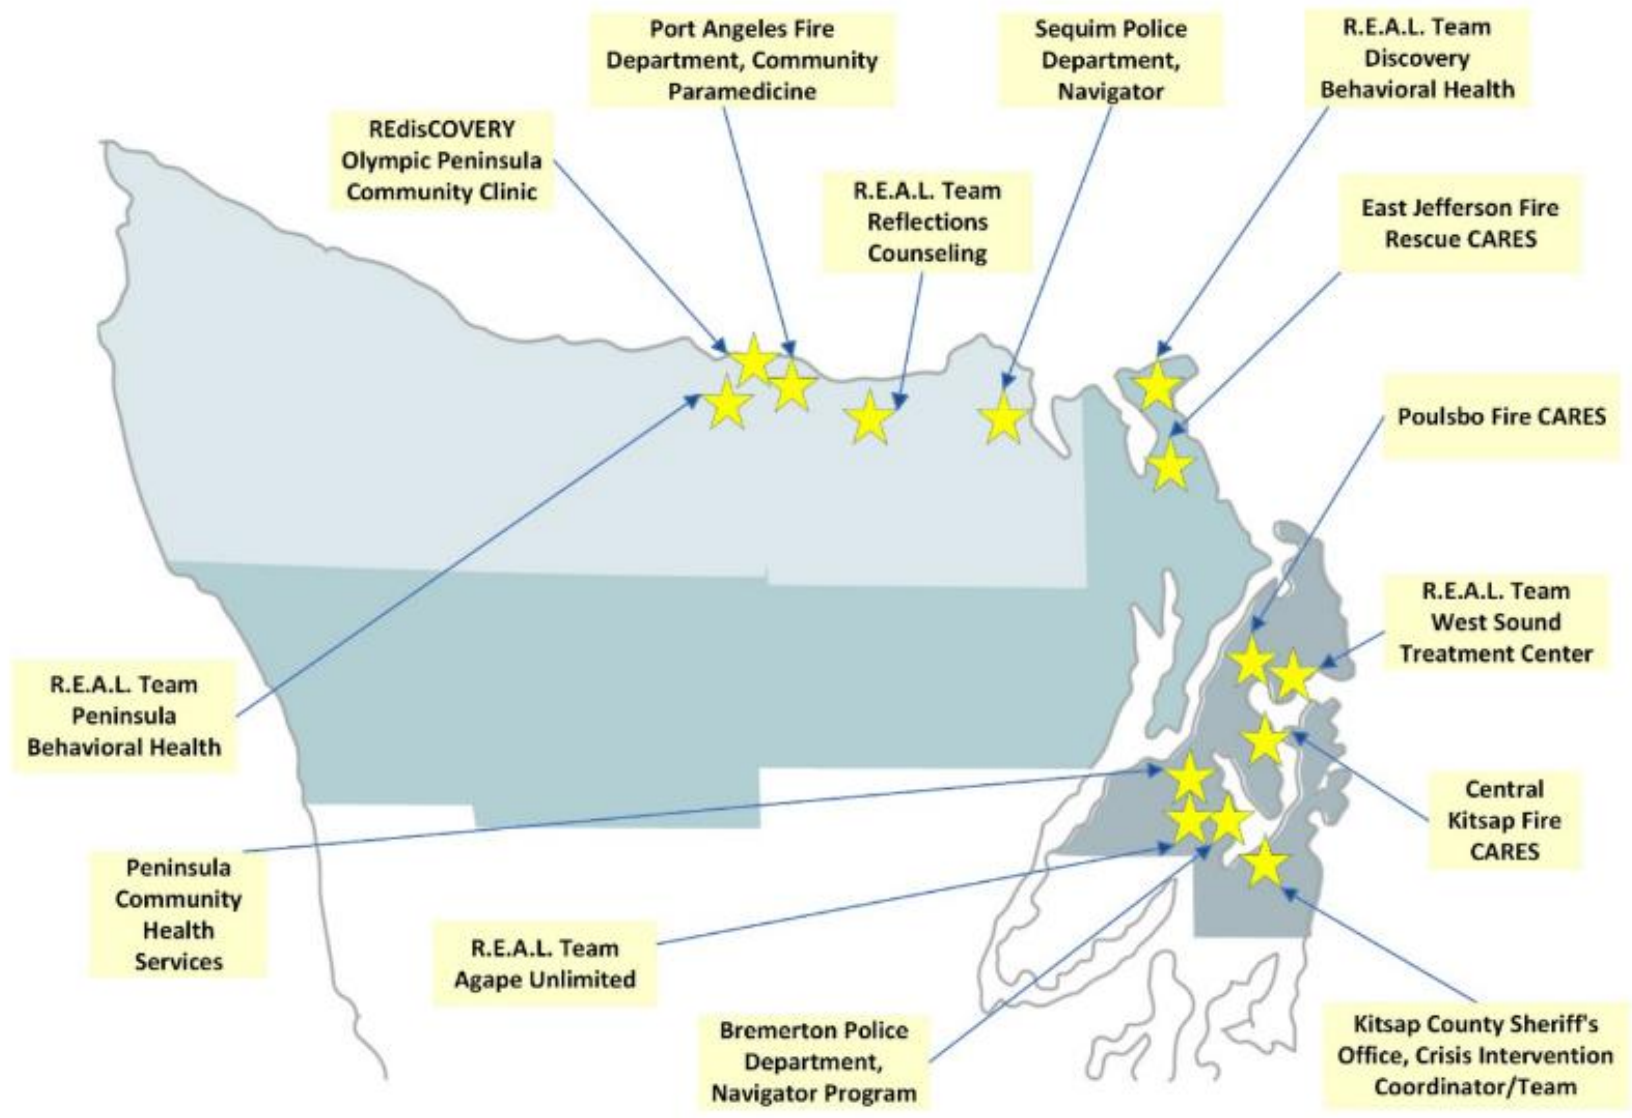 Port Angeles Fire
Department, Community
Paramedicine
Sequim Police
Department,
Navigator
R.E.A.L. Team
Discovery
Behavioral Health
REdisCOVERY
Olympic Peninsula
Community Clinic
R.E.A.L. Team
Reflections
Counseling
East Jefferson Fire
Rescue CARES
Poulsbo Fire CARES
R.E.A.L. Team
West Sound
Treatment Center
R.E.A.L. Team
Peninsula
Behavioral Health
Central
Kitsap Fire
CARES
Peninsula
Community
Health
Services
R.E.A.L. Team
Agape Unlimited
Bremerton Police
Department,
Navigator Program
Kitsap County Sheriff's
Office, Crisis Intervention
Coordinator/Team